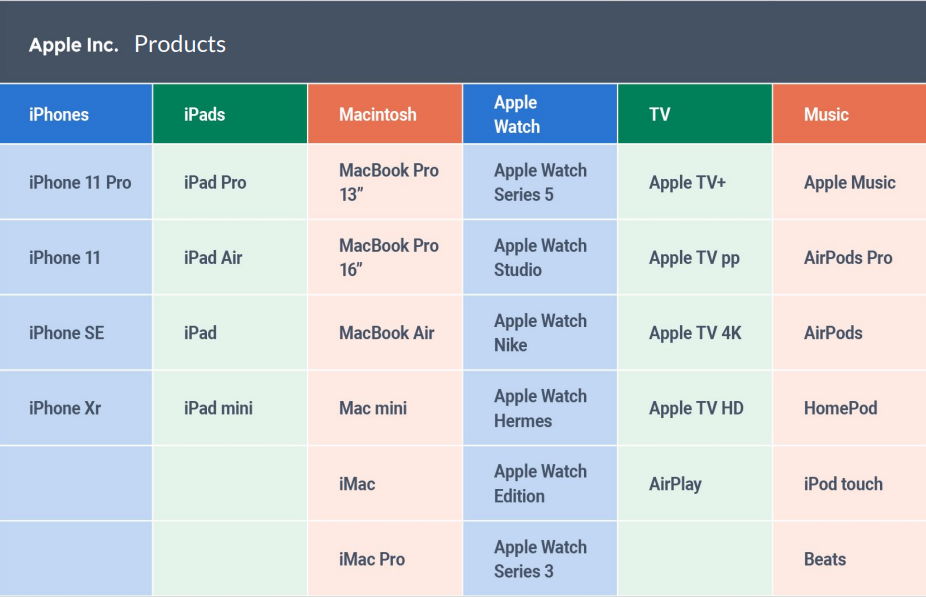 Apple Inc. Products
iPhones
iPads
Macintosh
Apple
Watch
TV
Music
iPhone 11 Pro
iPad Pro
MacBook Pro
13”
Apple Watch
Series 5
Apple TV+
Apple Music
iPhone 11
iPad Air
MacBook Pro
16”
Apple Watch
Studio
Apple TV pp
AirPods Pro
iPhone SE
iPad
MacBook Air
Apple Watch
Nike
Apple TV 4K
AirPods
iPhone Xr
iPad mini
Mac mini
Apple Watch
Hermes
Apple TV HD
HomePod
iMac
Apple Watch
Edition
AirPlay
iPod touch
iMac Pro
Apple Watch
Series 3
Beats